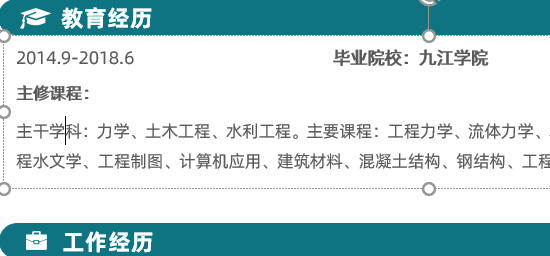 教育经历
2014.9-2018.6 毕业院校：九江学院
主修课程：
主干学科：力学、土木工程、水利工程。主要课程：工程力学、流体力学、
程水文学、工程制图、计算机应用、建筑材料、混凝土结构、钢结构、工程
工作经历